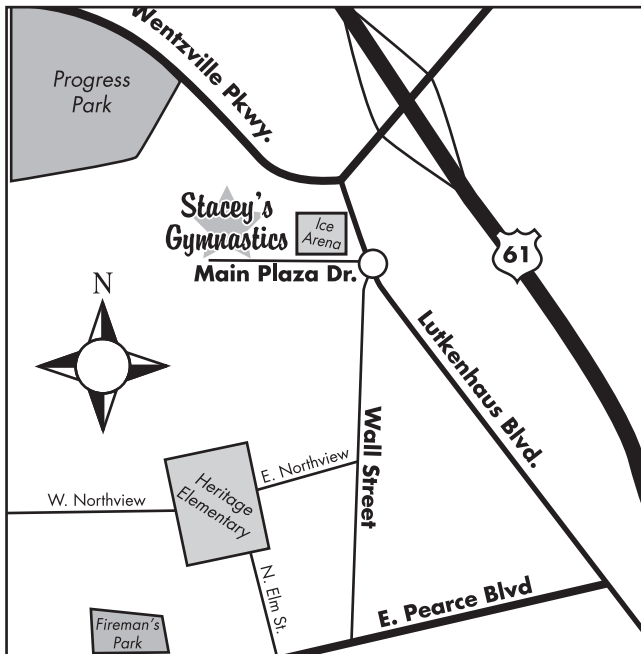 Wentzville Pkwy.
Progress
Park
Stacey's
Gymnastics
Ice
Arena
Main Plaza Dr.
61
N
Lutkenhaus Blvd.
Wall Street
E. Northview
Heritage
Elementary
W. Northview
N. Elm St.
E. Pearce Blvd
Fireman's
Park